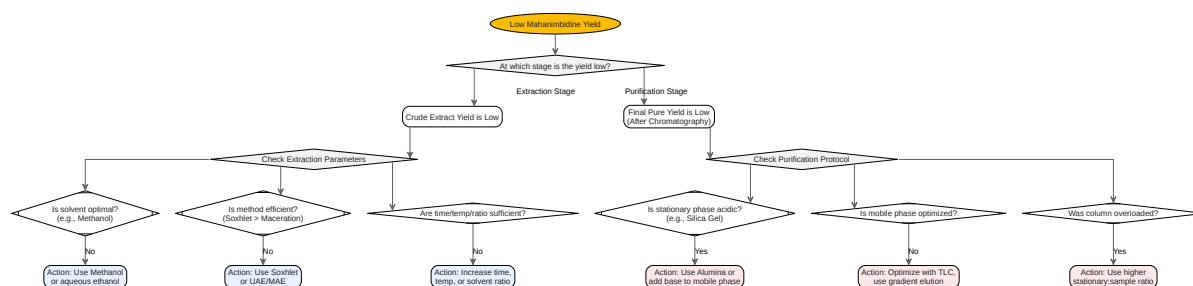 Low Mahanimbidine Yield
At which stage is the yield low?
Extraction Stage
Purification Stage
Crude Extract Yield is Low
Final Pure Yield is Low
(After Chromatography)
Check Extraction Parameters
Check Purification Protocol
Is solvent optimal?
(e.g., Methanol)
Is method efficient?
(Soxhlet > Maceration)
Are time/temp/ratio sufficient?
Is stationary phase acidic?
(e.g., Silica Gel)
Is mobile phase optimized?
Was column overloaded?
No
No
No
Yes
No
Yes
Action: Use Methanol
or aqueous ethanol
Action: Use Soxhlet
or UAE/MAE
Action: Increase time,
temp, or solvent ratio
Action: Use Alumina or
add base to mobile phase
Action: Optimize with TLC,
use gradient elution
Action: Use higher
stationary:sample ratio